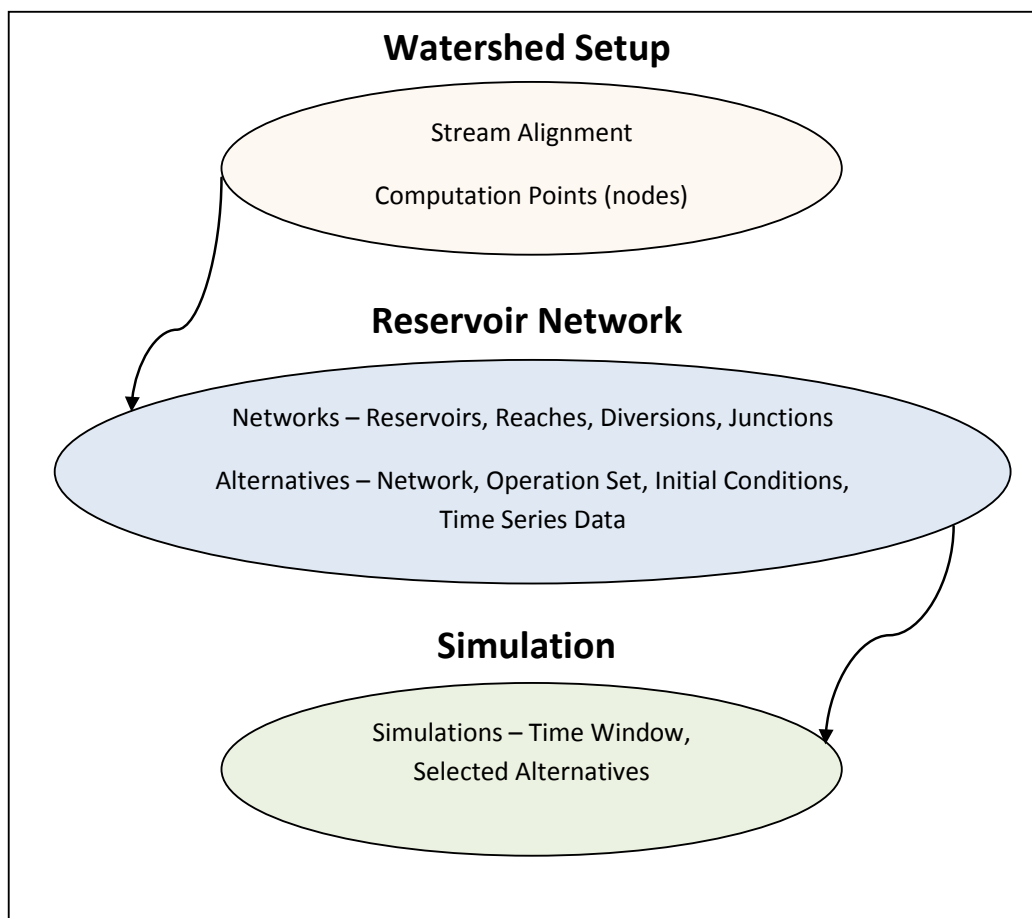 Watershed Setup
Stream Alignment
Computation Points (nodes)
Reservoir Network
Networks – Reservoirs, Reaches, Diversions, Junctions
Alternatives – Network, Operation Set, Initial Conditions,
Time Series Data
Simulation
Simulations – Time Window,
Selected Alternatives